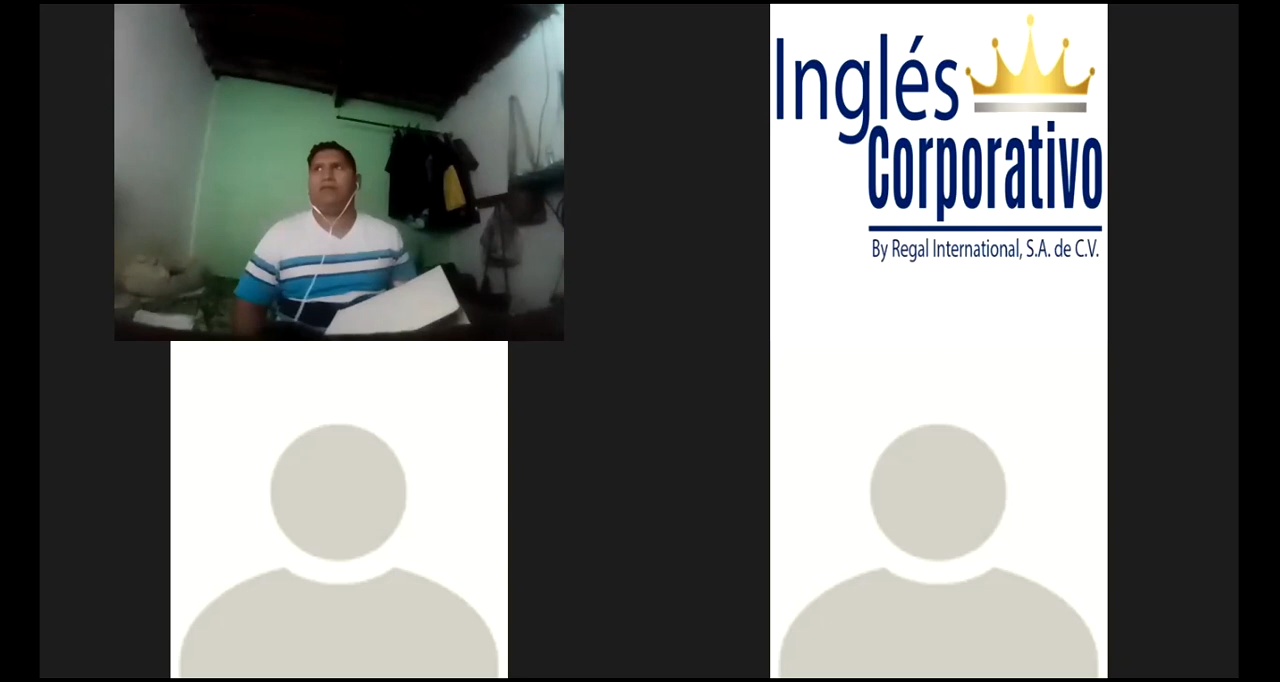 Inglés
Corporativo
By Regal International, S.A. de C.V.